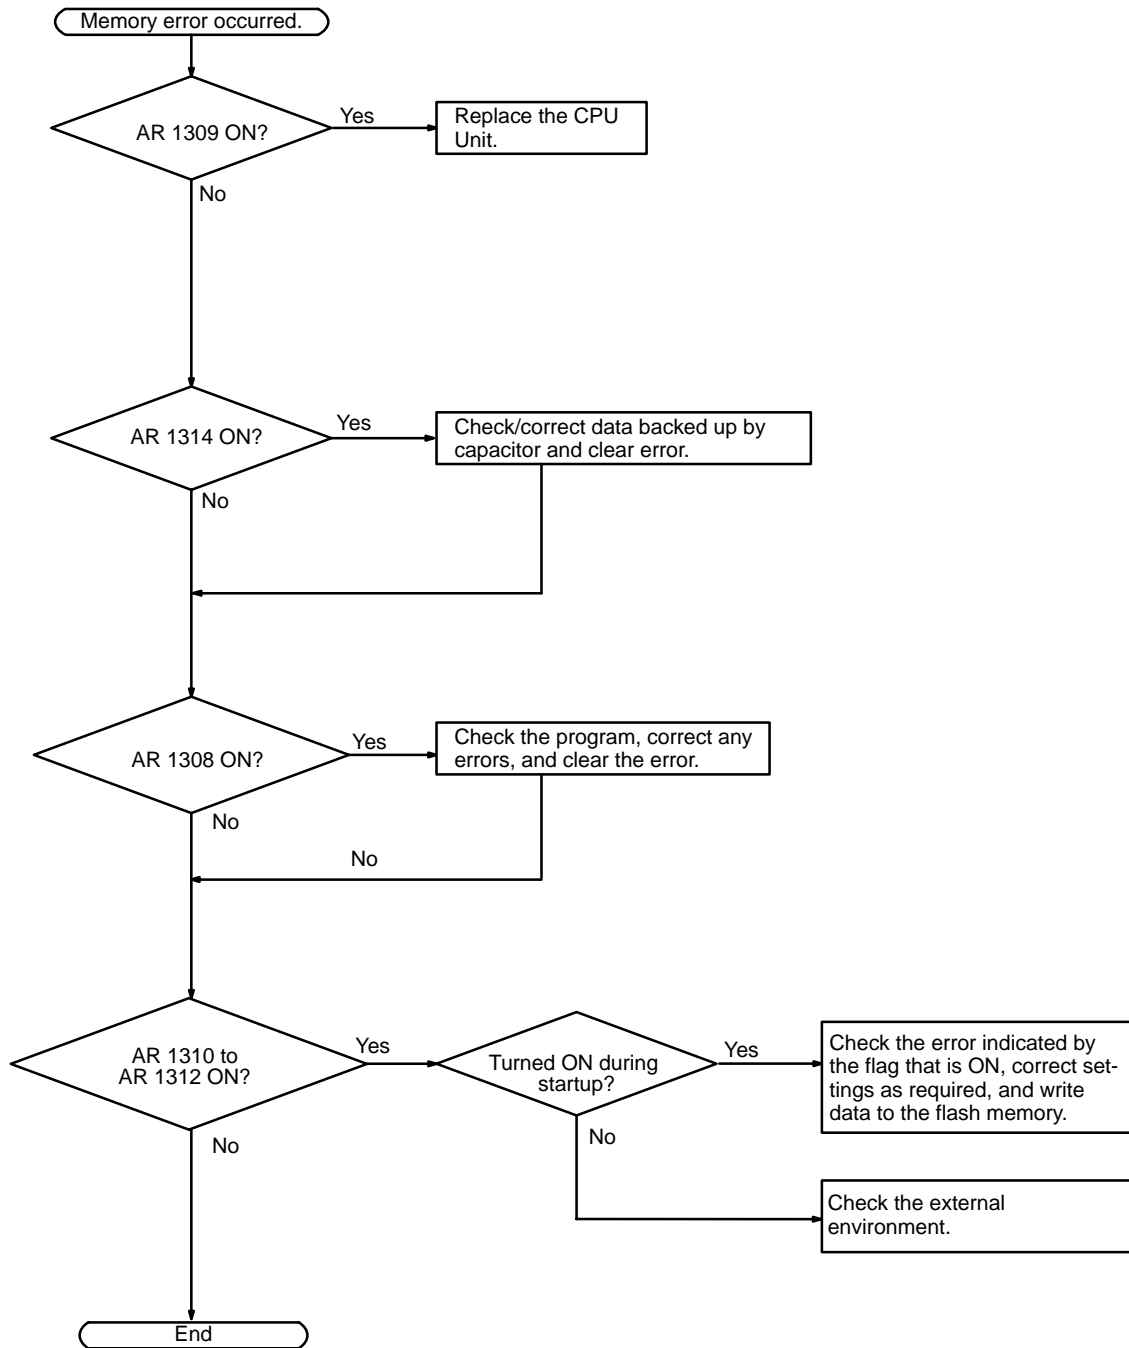 Memory error occurred.
AR 1309 ON?
Yes
Replace the CPU
Unit.
No
AR 1314 ON?
Yes
Check/correct data backed up by
capacitor and clear error.
No
AR 1308 ON?
Yes
Check the program, correct any
errors, and clear the error.
No
No
AR 1310 to
AR 1312 ON?
Yes
Turned ON during
startup?
Yes
Check the error indicated by
the flag that is ON, correct set-
tings as required, and write
data to the flash memory.
No
No
Check the external
environment.
End